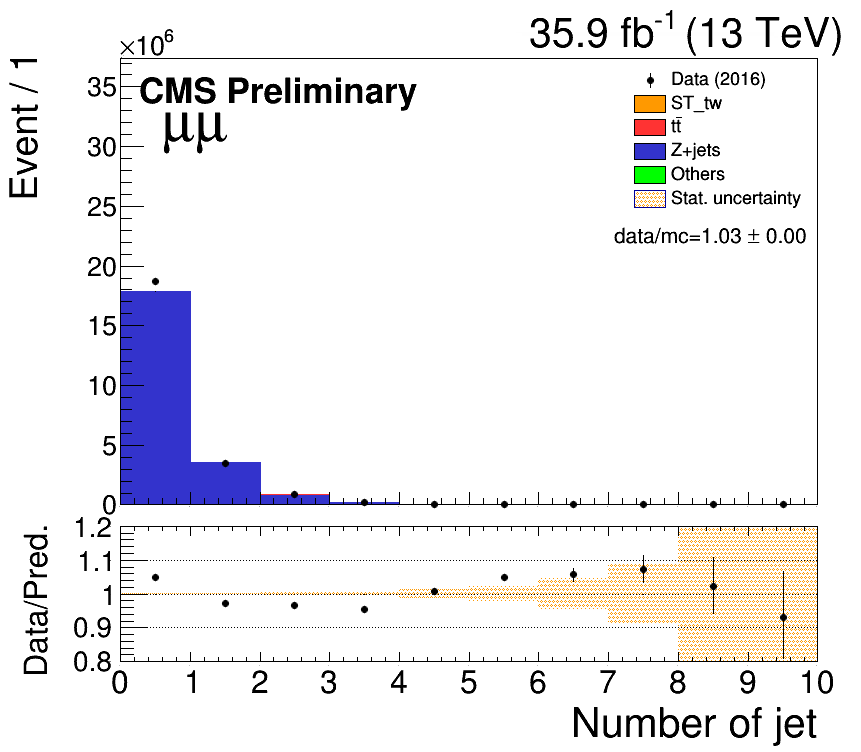 35.9 fb⁻¹ (13 TeV)
×10⁶
Event / 1
35
30
25
20
15
10
5
0
CMS Preliminary
μμ
Data (2016)
ST_tw
tt̄
Z+jets
Others
Stat. uncertainty
data/mc=1.03 ± 0.00
Data/Pred.
1.2
1.1
1
0.9
0.8
0 1 2 3 4 5 6 7 8 9 10
Number of jet